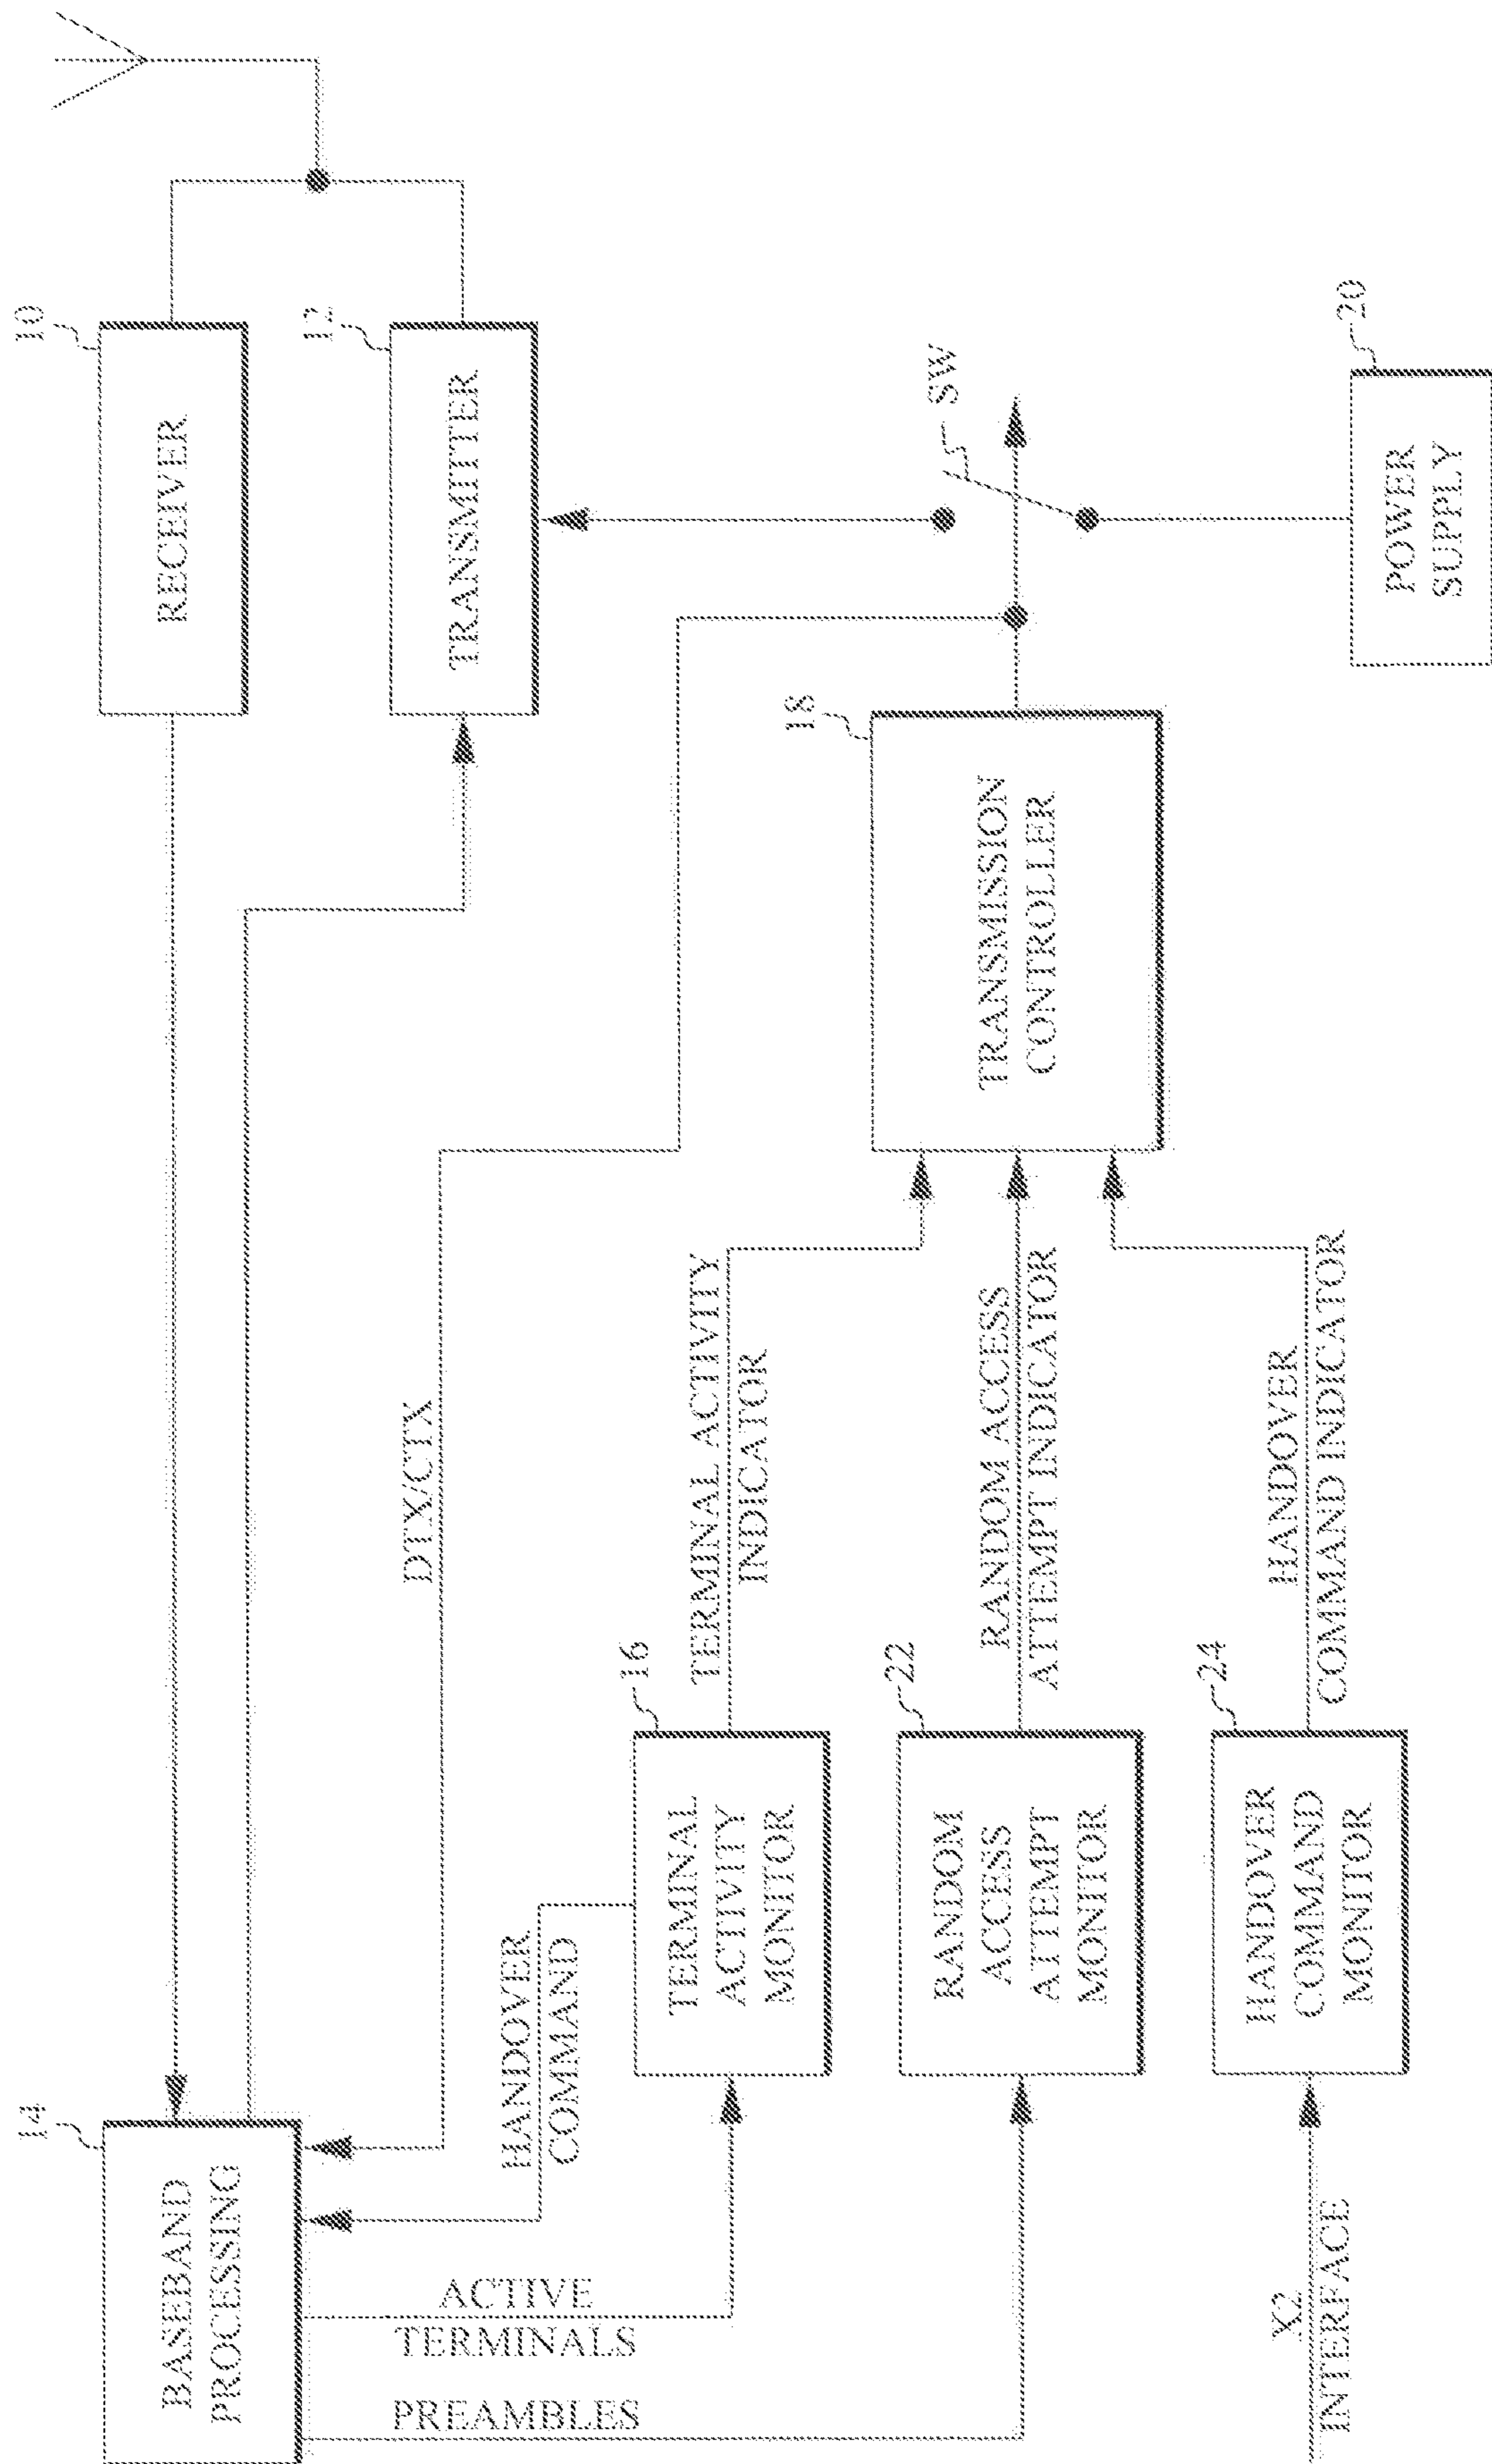 14
BASEBAND
PROCESSING
10
RECEIVER
12
TRANSMITTER
DTX/CTX
HANDOVER
COMMAND
ACTIVE
TERMINALS
PREAMBLES
16
TERMINAL
ACTIVITY
MONITOR
TERMINAL ACTIVITY
INDICATOR
22
RANDOM
ACCESS
ATTEMPT
MONITOR
RANDOM ACCESS
ATTEMPT INDICATOR
18
TRANSMISSION
CONTROLLER
SW
X2
INTERFACE
24
HANDOVER
COMMAND
MONITOR
HANDOVER
COMMAND INDICATOR
20
POWER
SUPPLY